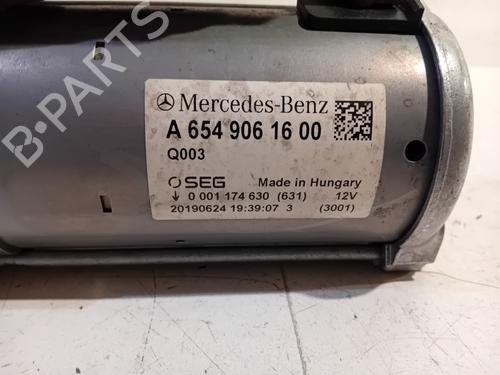 Mercedes-Benz
A 654 906 16 00
Q003
SEG Made in Hungary
0 001 174 630 (631) 12V
20190624 19:39:07 3 (3001)
B-PARTS